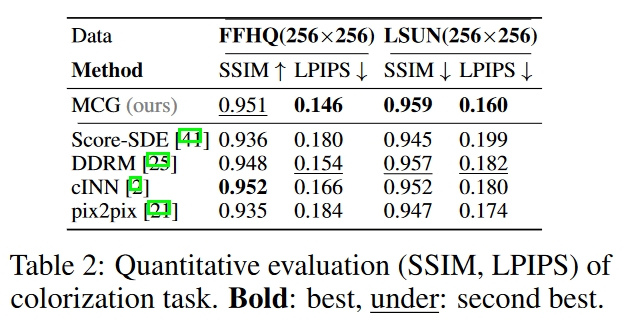 Data FFHQ(256×256) LSUN(256×256)
Method SSIM ↑ LPIPS ↓ SSIM ↓ LPIPS ↓
MCG (ours) 0.951 0.146 0.959 0.160
Score-SDE [41] 0.936 0.180 0.945 0.199
DDRM [25] 0.948 0.154 0.957 0.182
cINN [2] 0.952 0.166 0.952 0.180
pix2pix [21] 0.935 0.184 0.947 0.174
Table 2: Quantitative evaluation (SSIM, LPIPS) of
colorization task. Bold: best, under: second best.